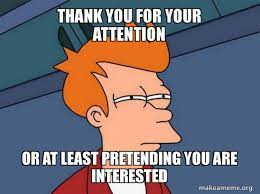 THANK YOU FOR YOUR
ATTENTION
OR AT LEAST PRETENDING YOU ARE
INTERESTED
makeameme.org